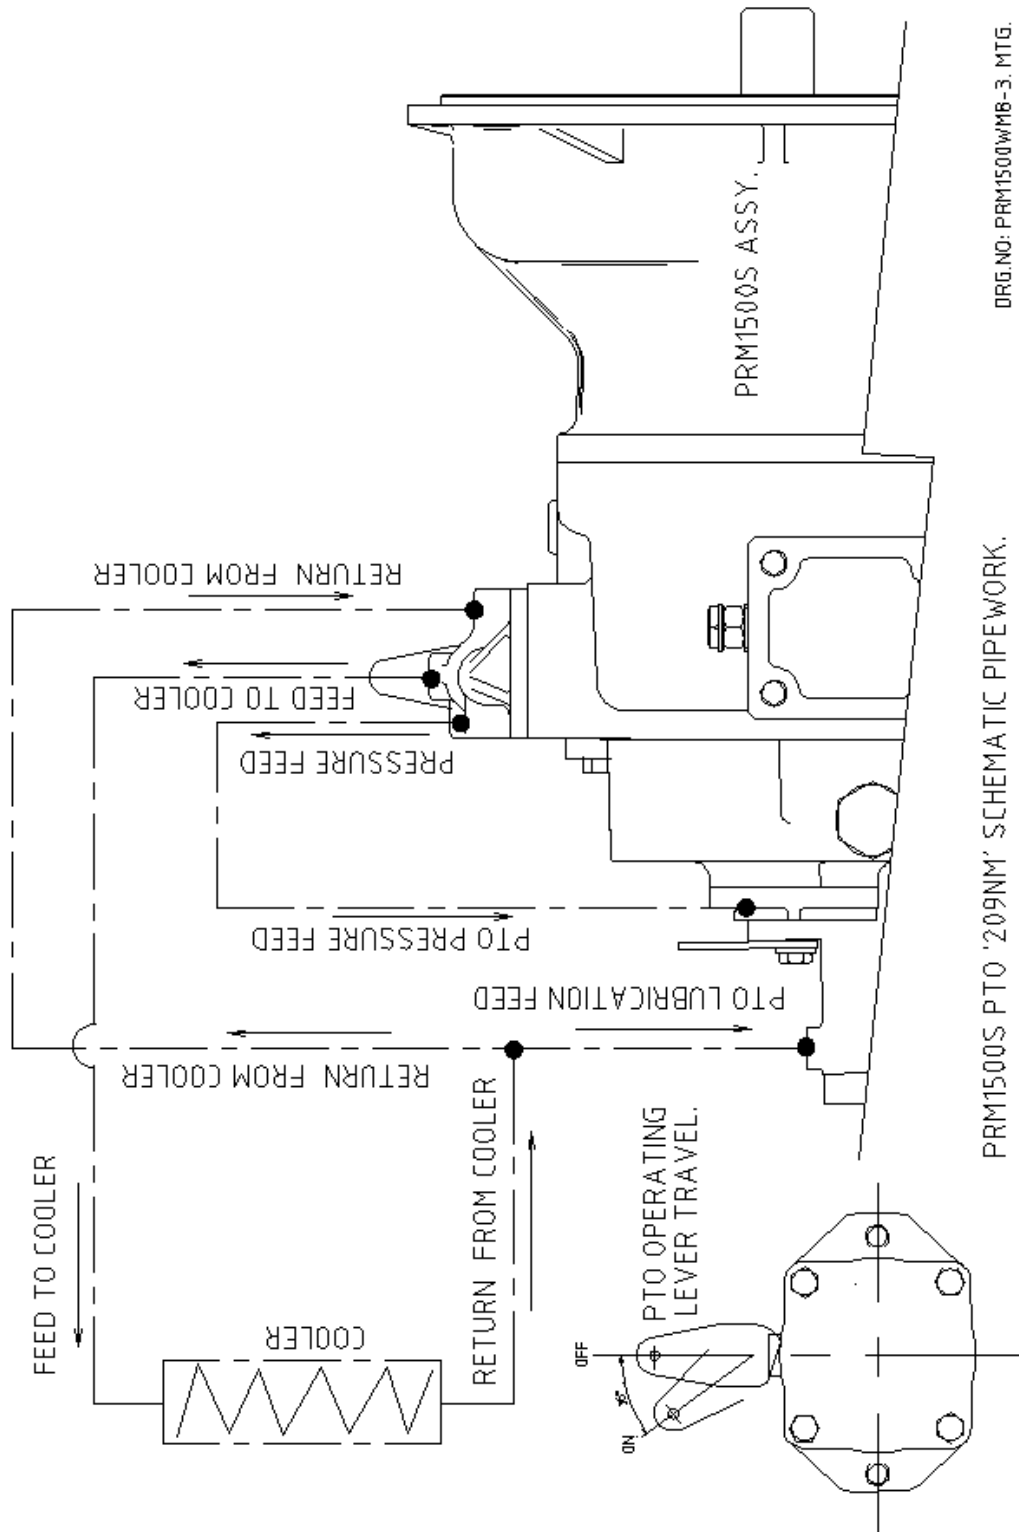 RETURN FROM COOLER
FEED TO COOLER
PRESSURE FEED
PTO PRESSURE FEED
PTO LUBRICATION FEED
RETURN FROM COOLER
FEED TO COOLER
COOLER
RETURN FROM COOLER
PTO OPERATING
LEVER TRAVEL.
OFF
ON
PRM1500S ASSY.
PRM1500S PTO '209NM' SCHEMATIC PIPEWORK.
DRG.NO: PRM1500WMB-3. MTG.